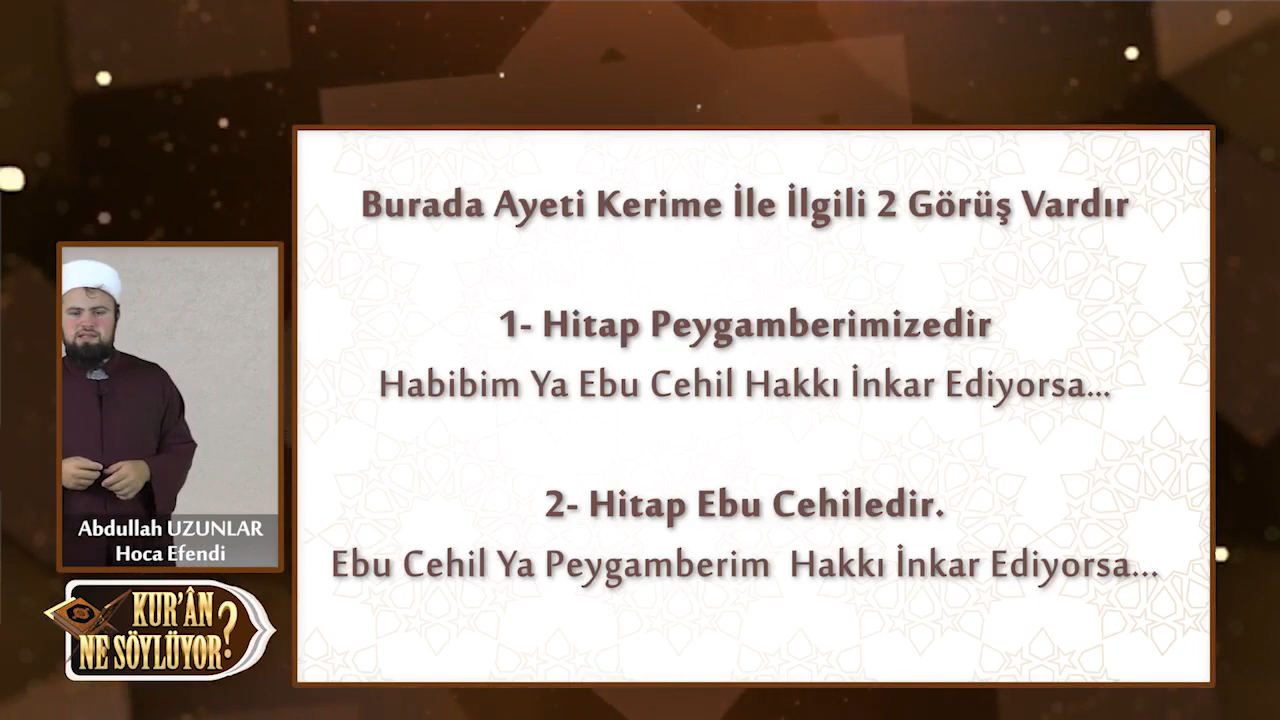 Burada Ayeti Kerime İle İlgili 2 Görüş Vardır
1- Hitap Peygamberimizedir
Habibim Ya Ebu Cehil Hakkı İnkar Ediyorsa...
2- Hitap Ebu Cehiledir.
Ebu Cehil Ya Peygamberim Hakkı İnkar Ediyorsa...
Abdullah UZUNLAR
Hoca Efendi
KUR'ÂN
NE SÖYLÜYOR?